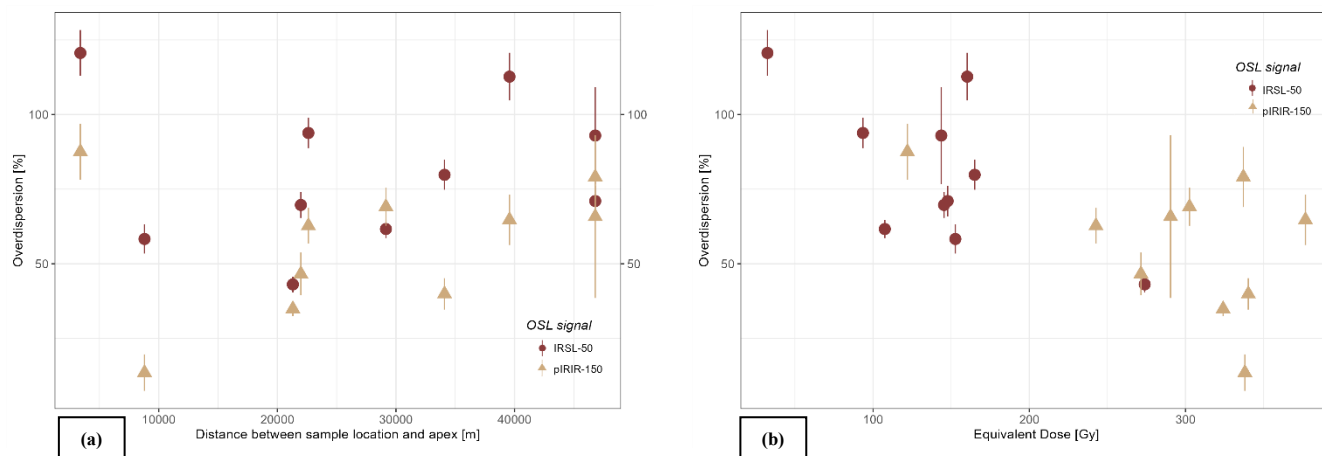 Overdispersion [%]
100
50
100
50
OSL signal
IRSL-50
pIRIR-150
10000
20000
30000
40000
Distance between sample location and apex [m]
(a)
Overdispersion [%]
100
50
OSL signal
IRSL-50
pIRIR-150
100
200
300
Equivalent Dose [Gy]
(b)